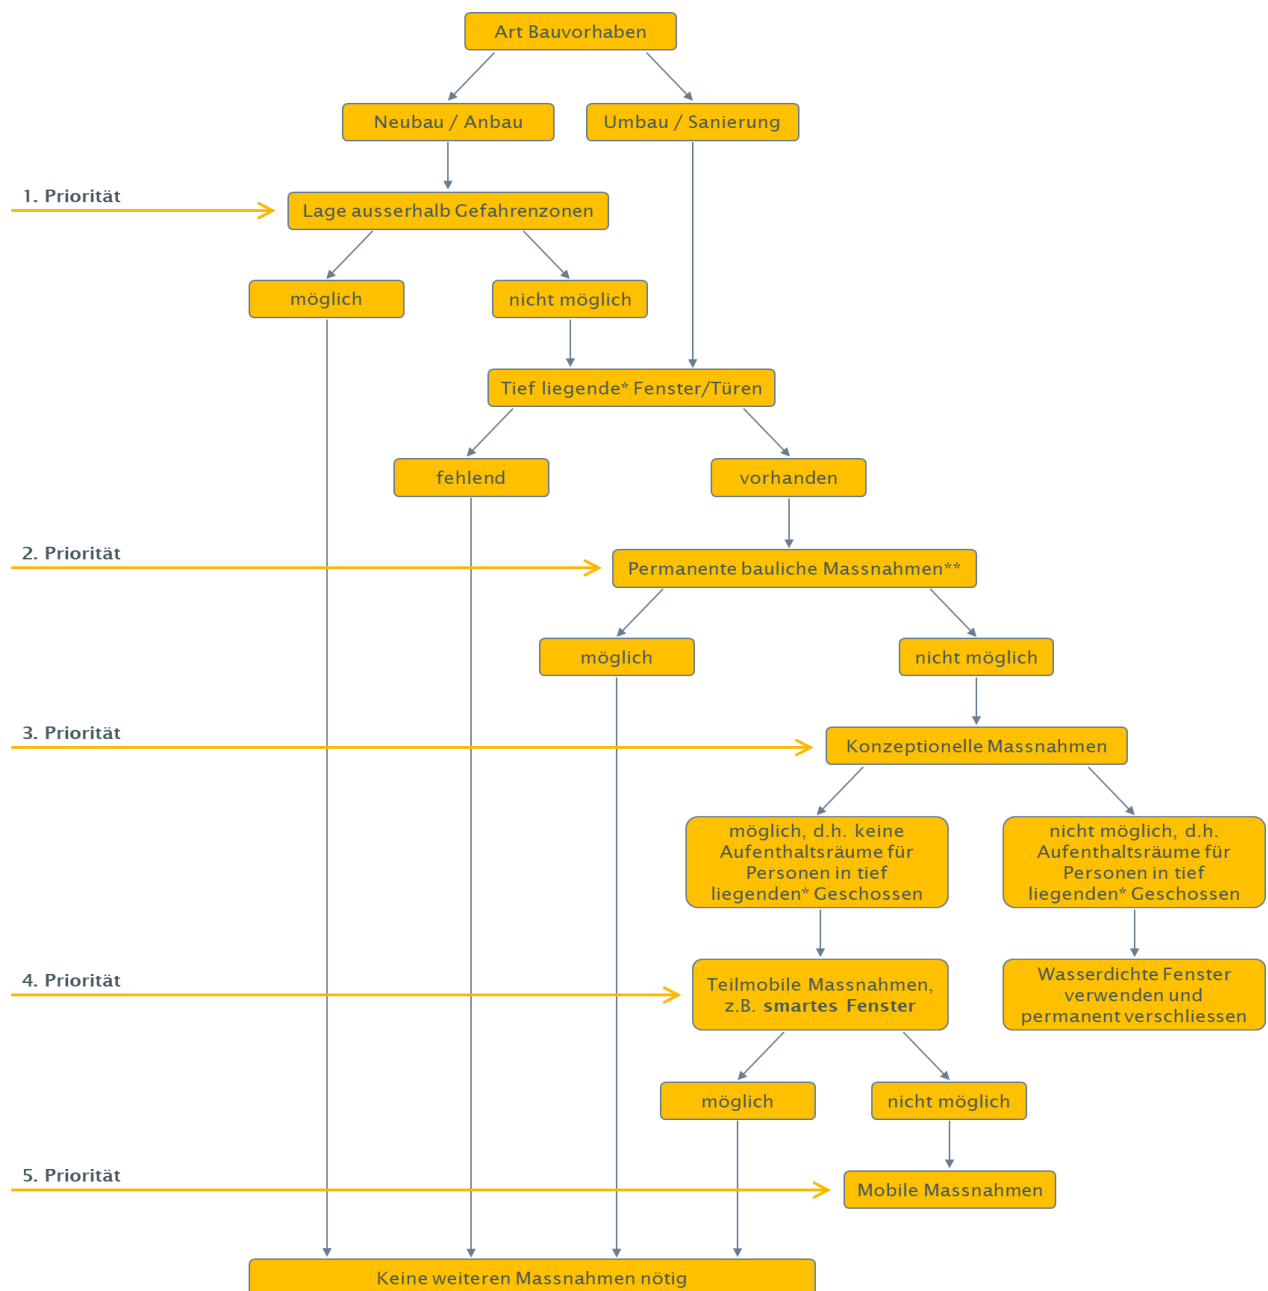 Art Bauvorhaben
Neubau / Anbau
Umbau / Sanierung
1. Priorität
Lage ausserhalb Gefahrenzonen
möglich
nicht möglich
Tief liegende* Fenster/Türen
fehlend
vorhanden
2. Priorität
Permanente bauliche Massnahmen**
möglich
nicht möglich
3. Priorität
Konzeptionelle Massnahmen
möglich, d.h. keine
Aufenthaltsräume für
Personen in tief
liegenden* Geschossen
nicht möglich, d.h.
Aufenthaltsräume für
Personen in tief
liegenden* Geschossen
4. Priorität
Teilmobile Massnahmen,
z.B. smartes Fenster
Wasserdichte Fenster
verwenden und
permanent verschliessen
möglich
nicht möglich
5. Priorität
Mobile Massnahmen
Keine weiteren Massnahmen nötig